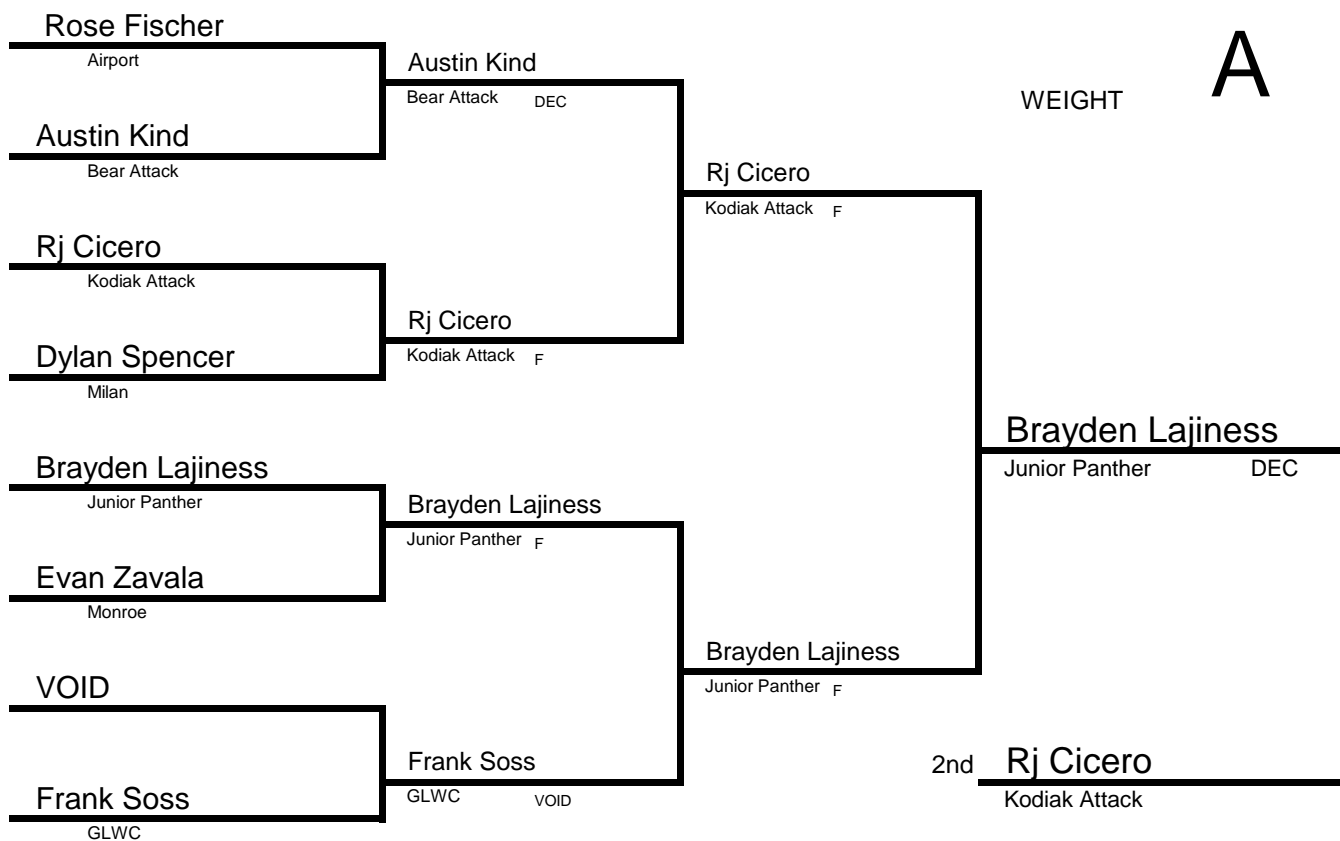 Rose Fischer
Airport
Austin Kind
Bear Attack DEC
A
WEIGHT
Austin Kind
Bear Attack
Rj Cicero
Kodiak Attack F
Rj Cicero
Kodiak Attack
Rj Cicero
Kodiak Attack F
Dylan Spencer
Milan
Brayden Lajiness
Junior Panther DEC
Brayden Lajiness
Junior Panther
Brayden Lajiness
Junior Panther F
Evan Zavala
Monroe
Brayden Lajiness
Junior Panther F
VOID
Frank Soss
GLWC VOID
2nd Rj Cicero
Kodiak Attack
Frank Soss
GLWC